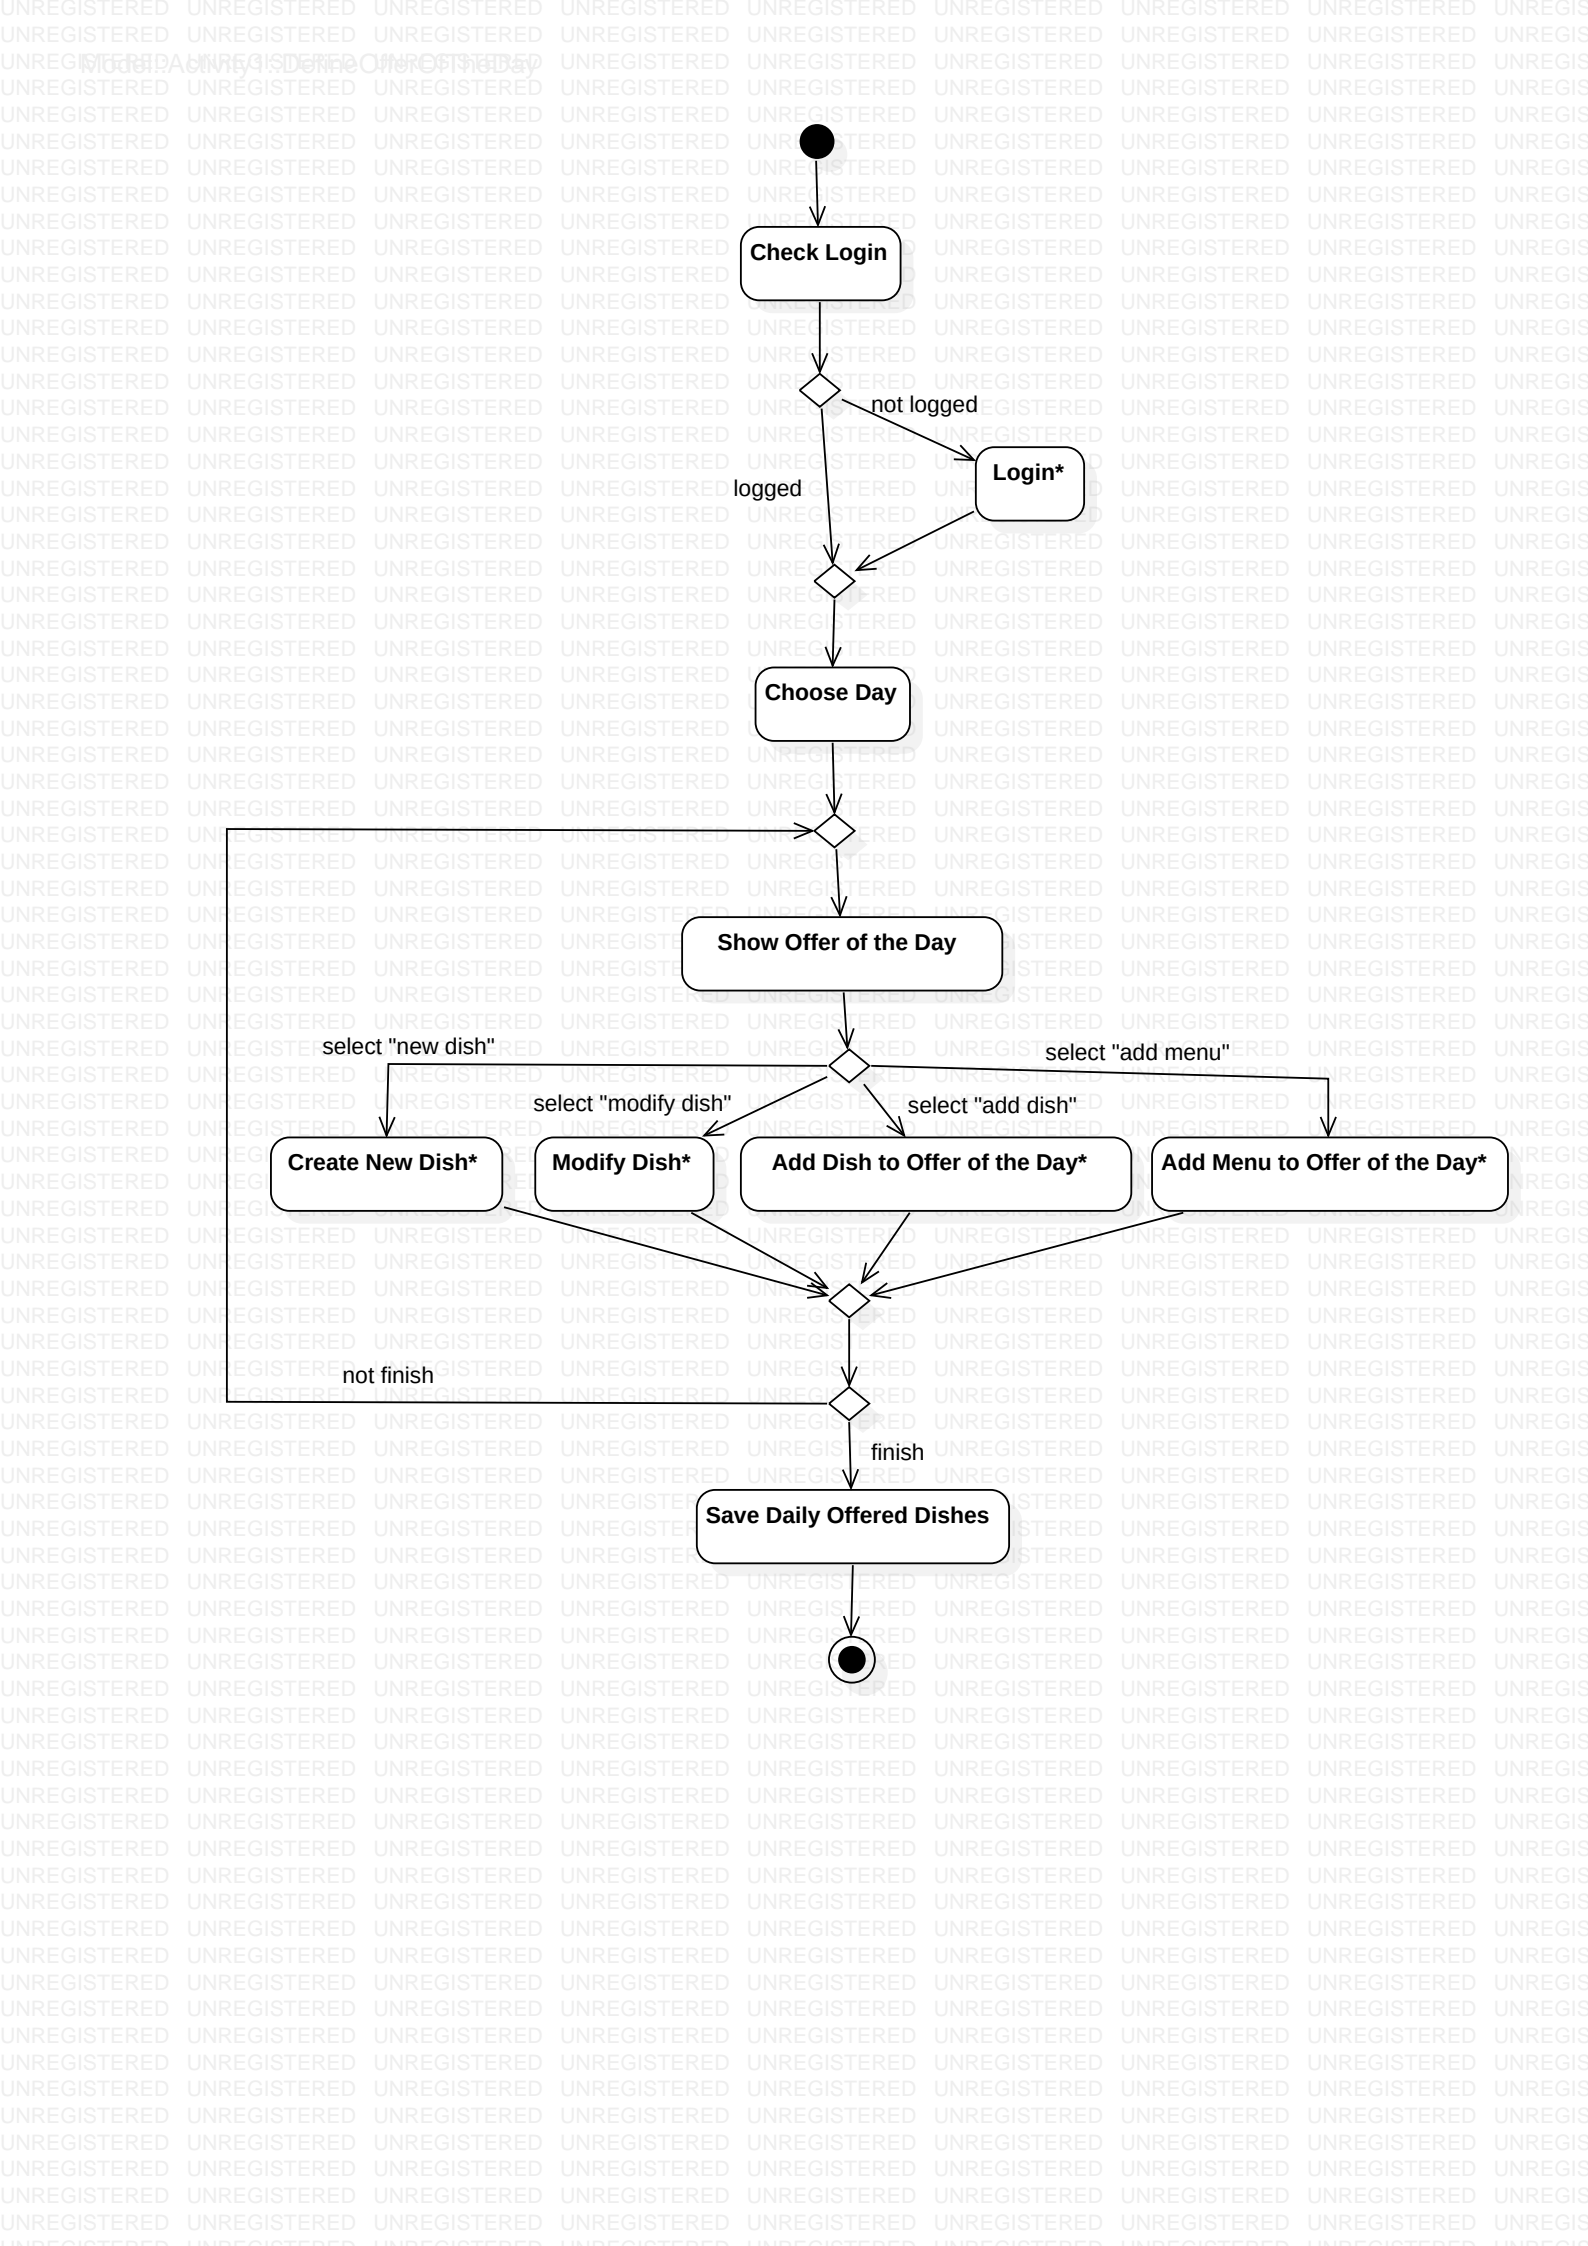 Model::Activity1::DefineOfferOfTheDay
Check Login
not logged
Login*
logged
Choose Day
Show Offer of the Day
select "new dish"
select "add menu"
select "modify dish"
select "add dish"
Create New Dish*
Modify Dish*
Add Dish to Offer of the Day*
Add Menu to Offer of the Day*
not finish
finish
Save Daily Offered Dishes
UNREGISTERED